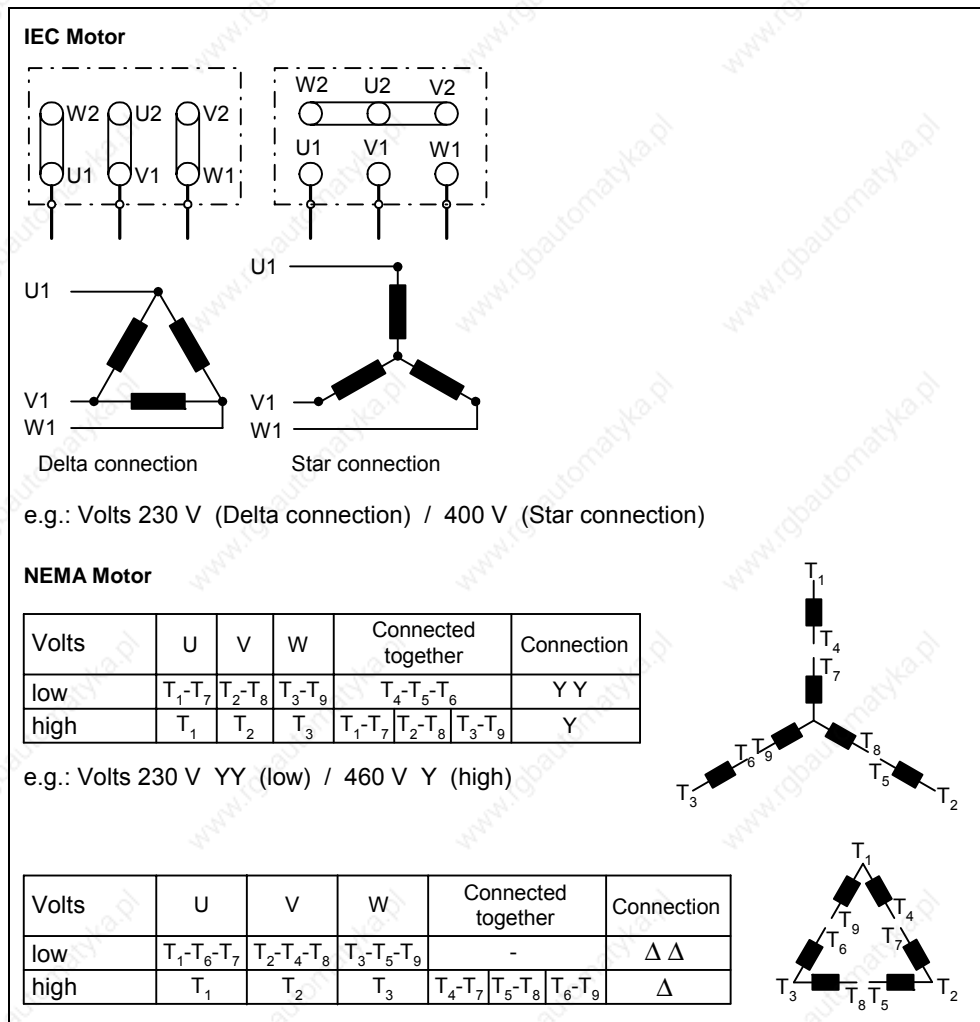 IEC Motor
W2 U2 V2
U1 V1 W1
W2 U2 V2
U1 V1 W1
U1
V1
W1
Delta connection
U1
V1
W1
Star connection
e.g.: Volts 230 V (Delta connection) / 400 V (Star connection)
NEMA Motor
Volts U V W Connected together Connection
low T1-T7 T2-T8 T3-T9 T4-T5-T6 Y Y
high T1 T2 T3 T1-T7 T2-T8 T3-T9 Y
e.g.: Volts 230 V YY (low) / 460 V Y (high)
T1
T4
T7
T6 T9 T8
T5
T3 T2
Volts U V W Connected together Connection
low T1-T6-T7 T2-T4-T8 T3-T5-T9 - Δ Δ
high T1 T2 T3 T4-T7 T5-T8 T6-T9 Δ
T1
T9 T4
T6 T7
T3 T8 T5 T2
www.rgbautomatyka.pl